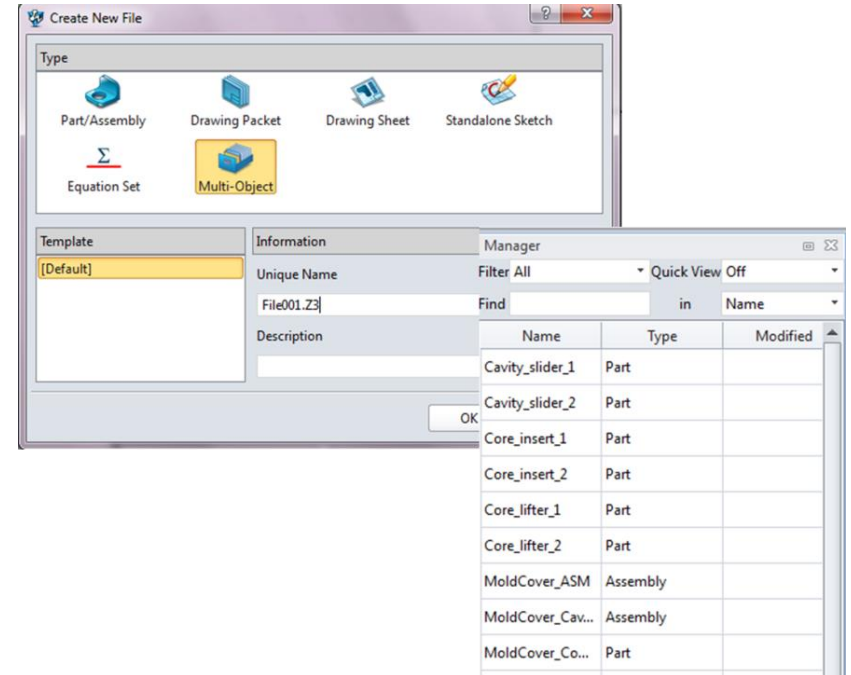 Create New File
Type
Part/Assembly Drawing Packet Drawing Sheet Standalone Sketch
Σ
Equation Set Multi-Object
Template
[Default]
Information
Unique Name
File001.Z3
Description
OK
Manager
Filter All Quick View Off
Find in Name
Name Type Modified
Cavity_slider_1 Part
Cavity_slider_2 Part
Core_insert_1 Part
Core_insert_2 Part
Core_lifter_1 Part
Core_lifter_2 Part
MoldCover_ASM Assembly
MoldCover_Cav... Assembly
MoldCover_Co... Part